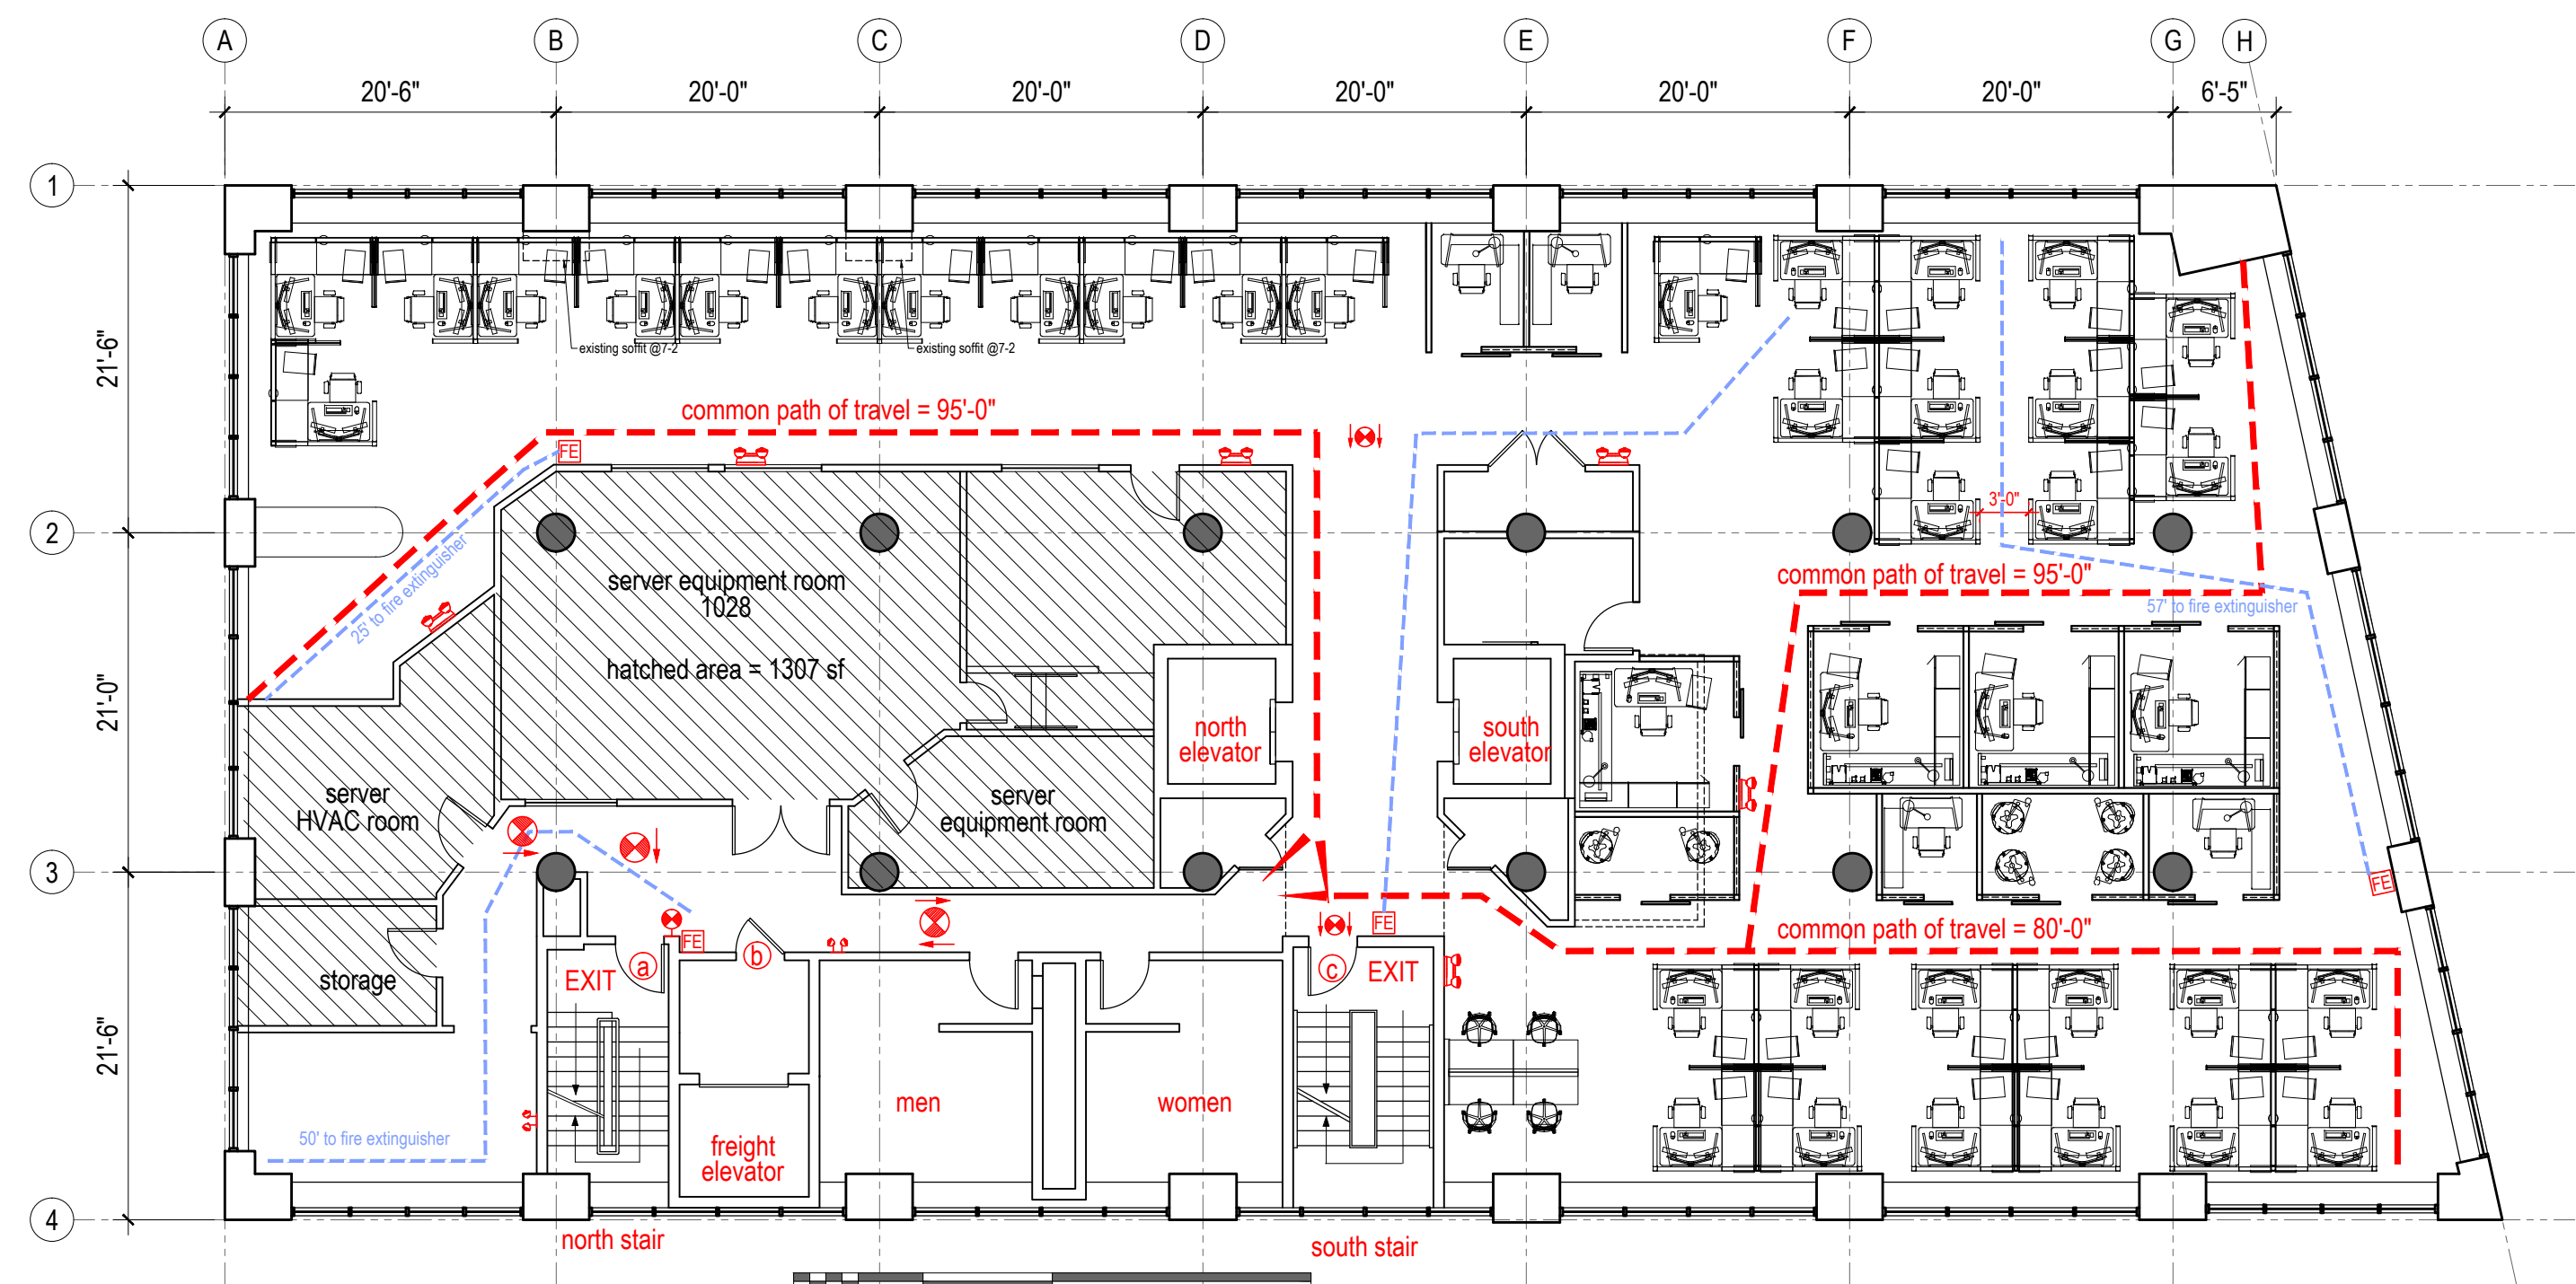 A B C D E F G H
20'-6" 20'-0" 20'-0" 20'-0" 20'-0" 20'-0" 6'-5"
1
21'-6"
existing soffit @7-2 existing soffit @7-2
common path of travel = 95'-0"
FE
3'-0"
2
25' to fire extinguisher
server equipment room
1028
common path of travel = 95'-0"
57' to fire extinguisher
hatched area = 1307 sf
21'-0"
north
elevator
south
elevator
server
HVAC room
server
equipment room
3
FE
FE
FE
common path of travel = 80'-0"
a
b
c
EXIT
EXIT
storage
21'-6"
men
women
50' to fire extinguisher
freight
elevator
4
north stair
south stair